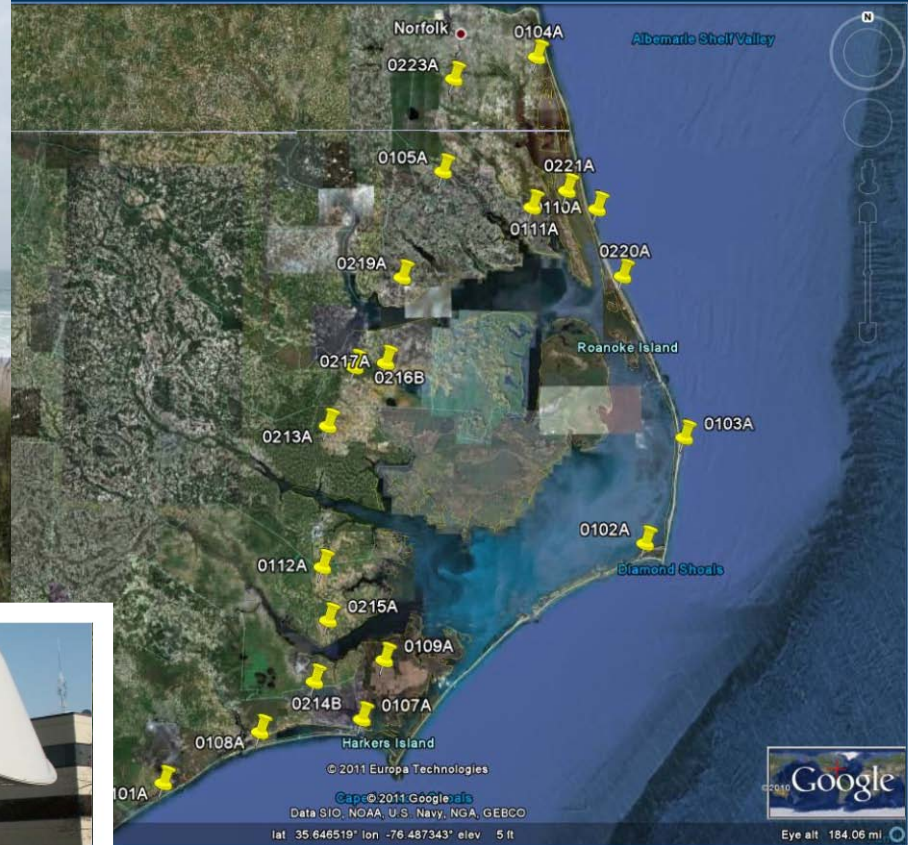 Norfolk
0104A
Albemarle Shelf Valley
N
0223A
0105A
0221A
110A
0111A
0219A
0220A
Roanoke Island
0217A
0216B
0213A
0103A
0102A
Diamond Shoals
0112A
0215A
0109A
0214B
0107A
0108A
Harkers Island
101A
© 2011 Europa Technologies
© 2011 Google
Data SIO, NOAA, U.S. Navy, NGA, GEBCO
©2010 Google
lat 35.646519° lon -76.487343° elev 5 ft
Eye alt 184.06 mi